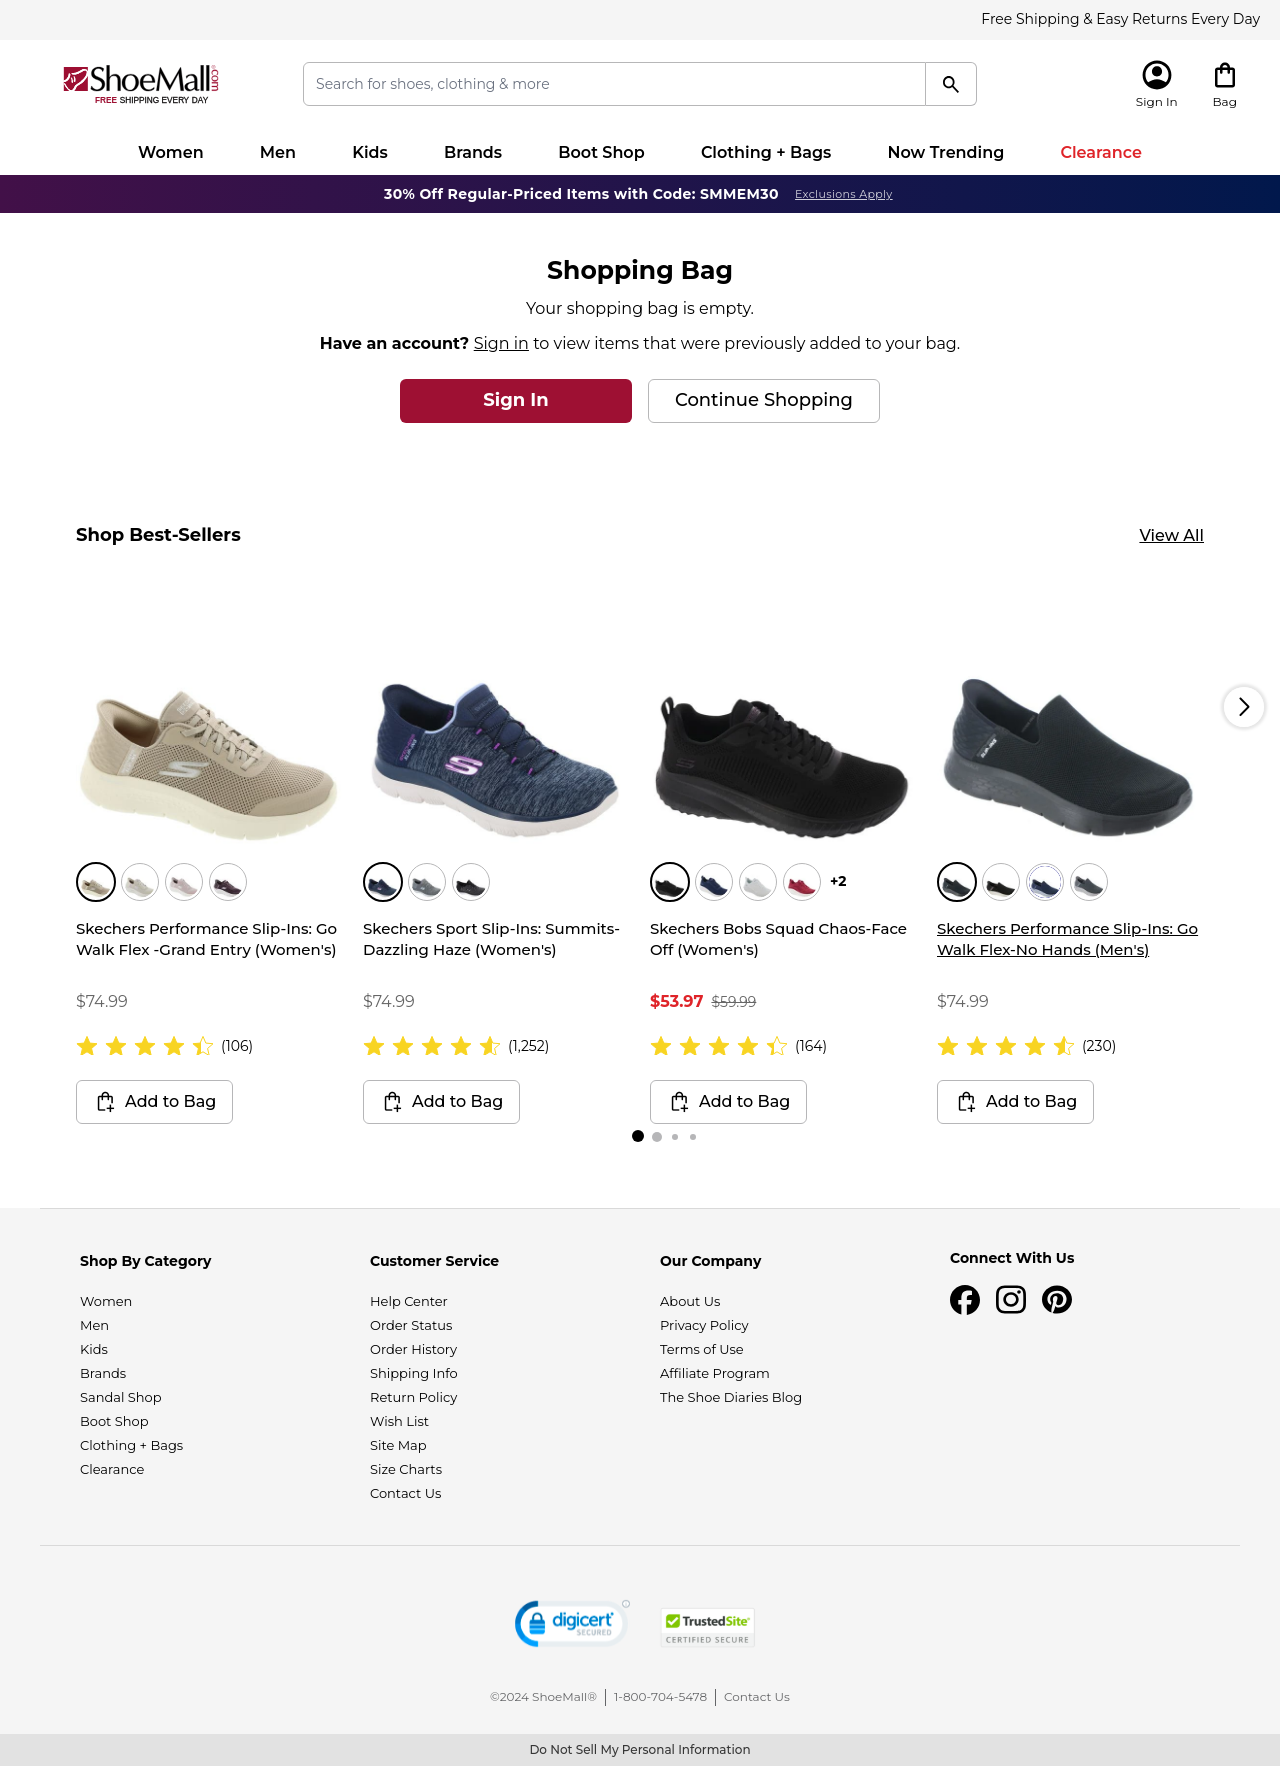 Free Shipping & Easy Returns Every Day
ShoeMall.com
FREE SHIPPING EVERY DAY
Search for shoes, clothing & more
Sign In
Bag
Women
Men
Kids
Brands
Boot Shop
Clothing + Bags
Now Trending
Clearance
30% Off Regular-Priced Items with Code: SMMEM30 Exclusions Apply
Shopping Bag
Your shopping bag is empty.
Have an account? Sign in to view items that were previously added to your bag.
Sign In
Continue Shopping
Shop Best-Sellers
View All
Skechers Performance Slip-Ins: Go
Walk Flex -Grand Entry (Women's)
$74.99
(106)
Add to Bag
Skechers Sport Slip-Ins: Summits-
Dazzling Haze (Women's)
$74.99
(1,252)
Add to Bag
+2
Skechers Bobs Squad Chaos-Face
Off (Women's)
$53.97 $59.99
(164)
Add to Bag
Skechers Performance Slip-Ins: Go
Walk Flex-No Hands (Men's)
$74.99
(230)
Add to Bag
Shop By Category
Women
Men
Kids
Brands
Sandal Shop
Boot Shop
Clothing + Bags
Clearance
Customer Service
Help Center
Order Status
Order History
Shipping Info
Return Policy
Wish List
Site Map
Size Charts
Contact Us
Our Company
About Us
Privacy Policy
Terms of Use
Affiliate Program
The Shoe Diaries Blog
Connect With Us
digicert
SECURED
TrustedSite
CERTIFIED SECURE
©2024 ShoeMall® | 1-800-704-5478 | Contact Us
Do Not Sell My Personal Information